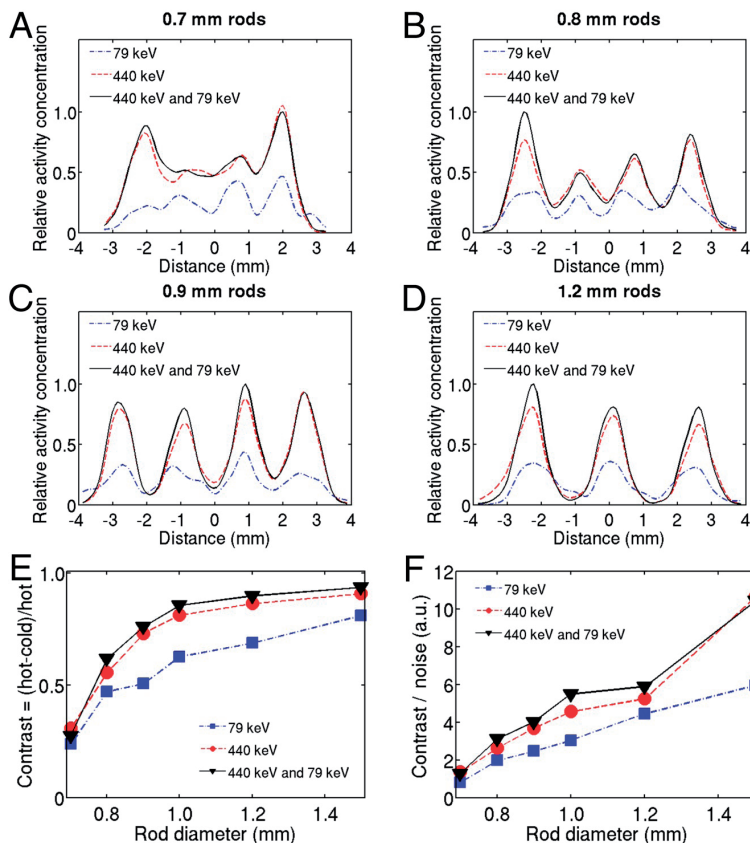 A
0.7 mm rods
79 keV
440 keV
440 keV and 79 keV
Relative activity concentration
1.0
0.5
0
-4 -3 -2 -1 0 1 2 3 4
Distance (mm)
B
0.8 mm rods
79 keV
440 keV
440 keV and 79 keV
Relative activity concentration
1.0
0.5
0
-4 -3 -2 -1 0 1 2 3 4
Distance (mm)
C
0.9 mm rods
79 keV
440 keV
440 keV and 79 keV
Relative activity concentration
1.0
0.5
0
-4 -3 -2 -1 0 1 2 3 4
Distance (mm)
D
1.2 mm rods
79 keV
440 keV
440 keV and 79 keV
Relative activity concentration
1.0
0.5
0
-4 -3 -2 -1 0 1 2 3 4
Distance (mm)
E
Contrast = (hot-cold)/hot
1.0
0.5
0
79 keV
440 keV
440 keV and 79 keV
0.8 1.0 1.2 1.4
Rod diameter (mm)
F
Contrast / noise (a.u.)
12
10
8
6
4
2
0
79 keV
440 keV
440 keV and 79 keV
0.8 1.0 1.2 1.4
Rod diameter (mm)